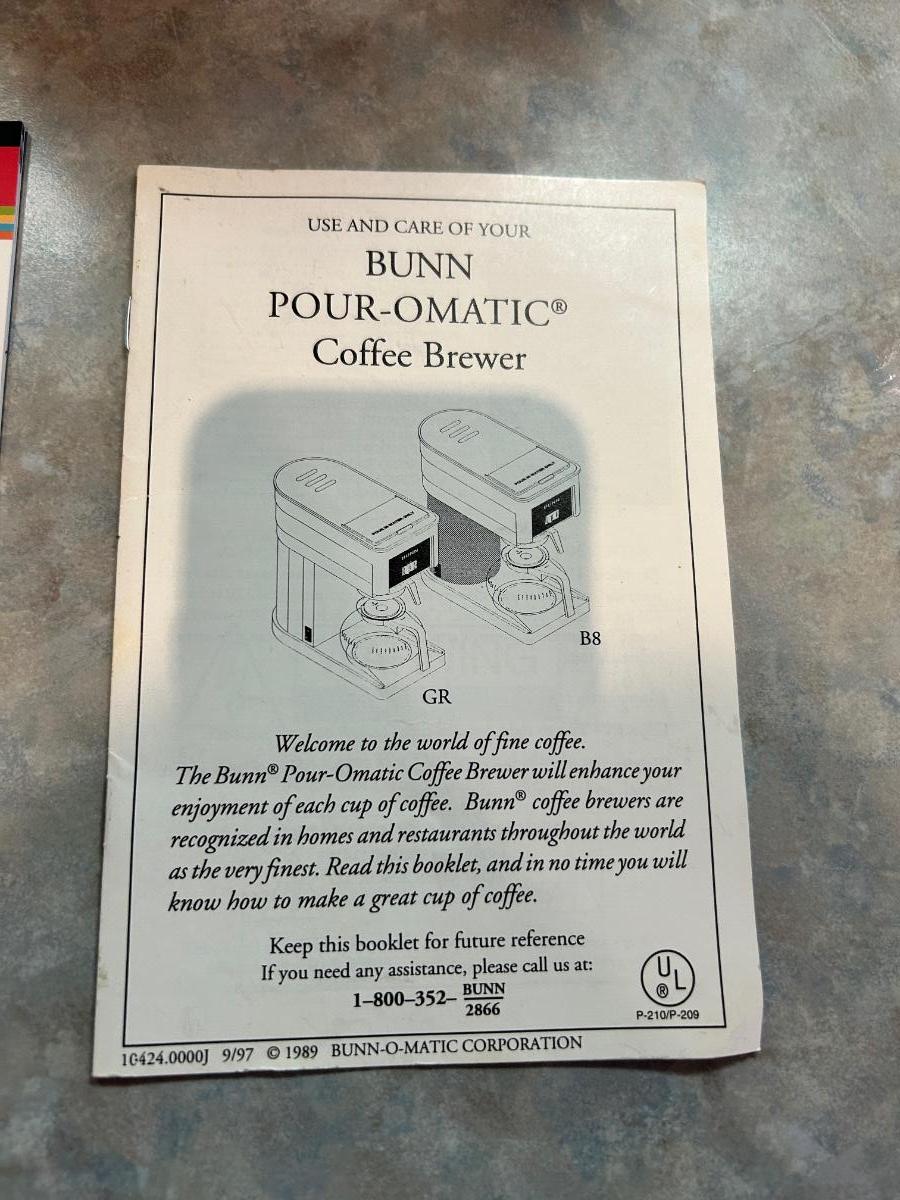 USE AND CARE OF YOUR
BUNN
POUR-OMATIC®
Coffee Brewer
BUNN
BUNN
B8
GR
Welcome to the world of fine coffee.
The Bunn® Pour-Omatic Coffee Brewer will enhance your
enjoyment of each cup of coffee. Bunn® coffee brewers are
recognized in homes and restaurants throughout the world
as the very finest. Read this booklet, and in no time you will
know how to make a great cup of coffee.
Keep this booklet for future reference
If you need any assistance, please call us at:
1–800–352– BUNN
2866
UL
®
P-210/P-209
10424.0000J 9/97 © 1989 BUNN-O-MATIC CORPORATION